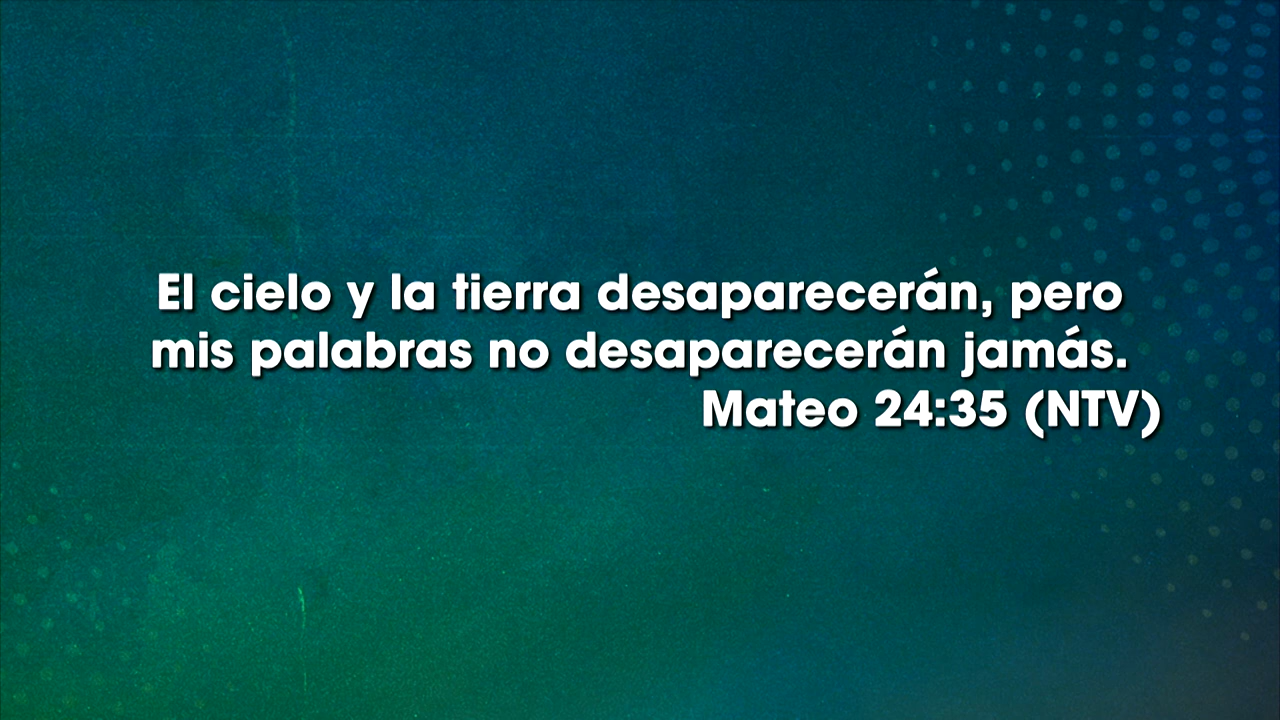 El cielo y la tierra desaparecerán, pero
mis palabras no desaparecerán jamás.
Mateo 24:35 (NTV)